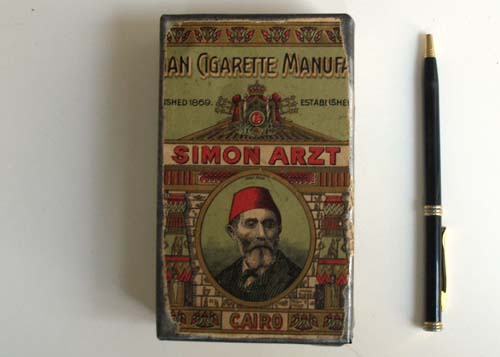 AN CIGARETTE MANUFA
ISHED 1869. ESTABLISHE
SIMON ARZT
CAIRO